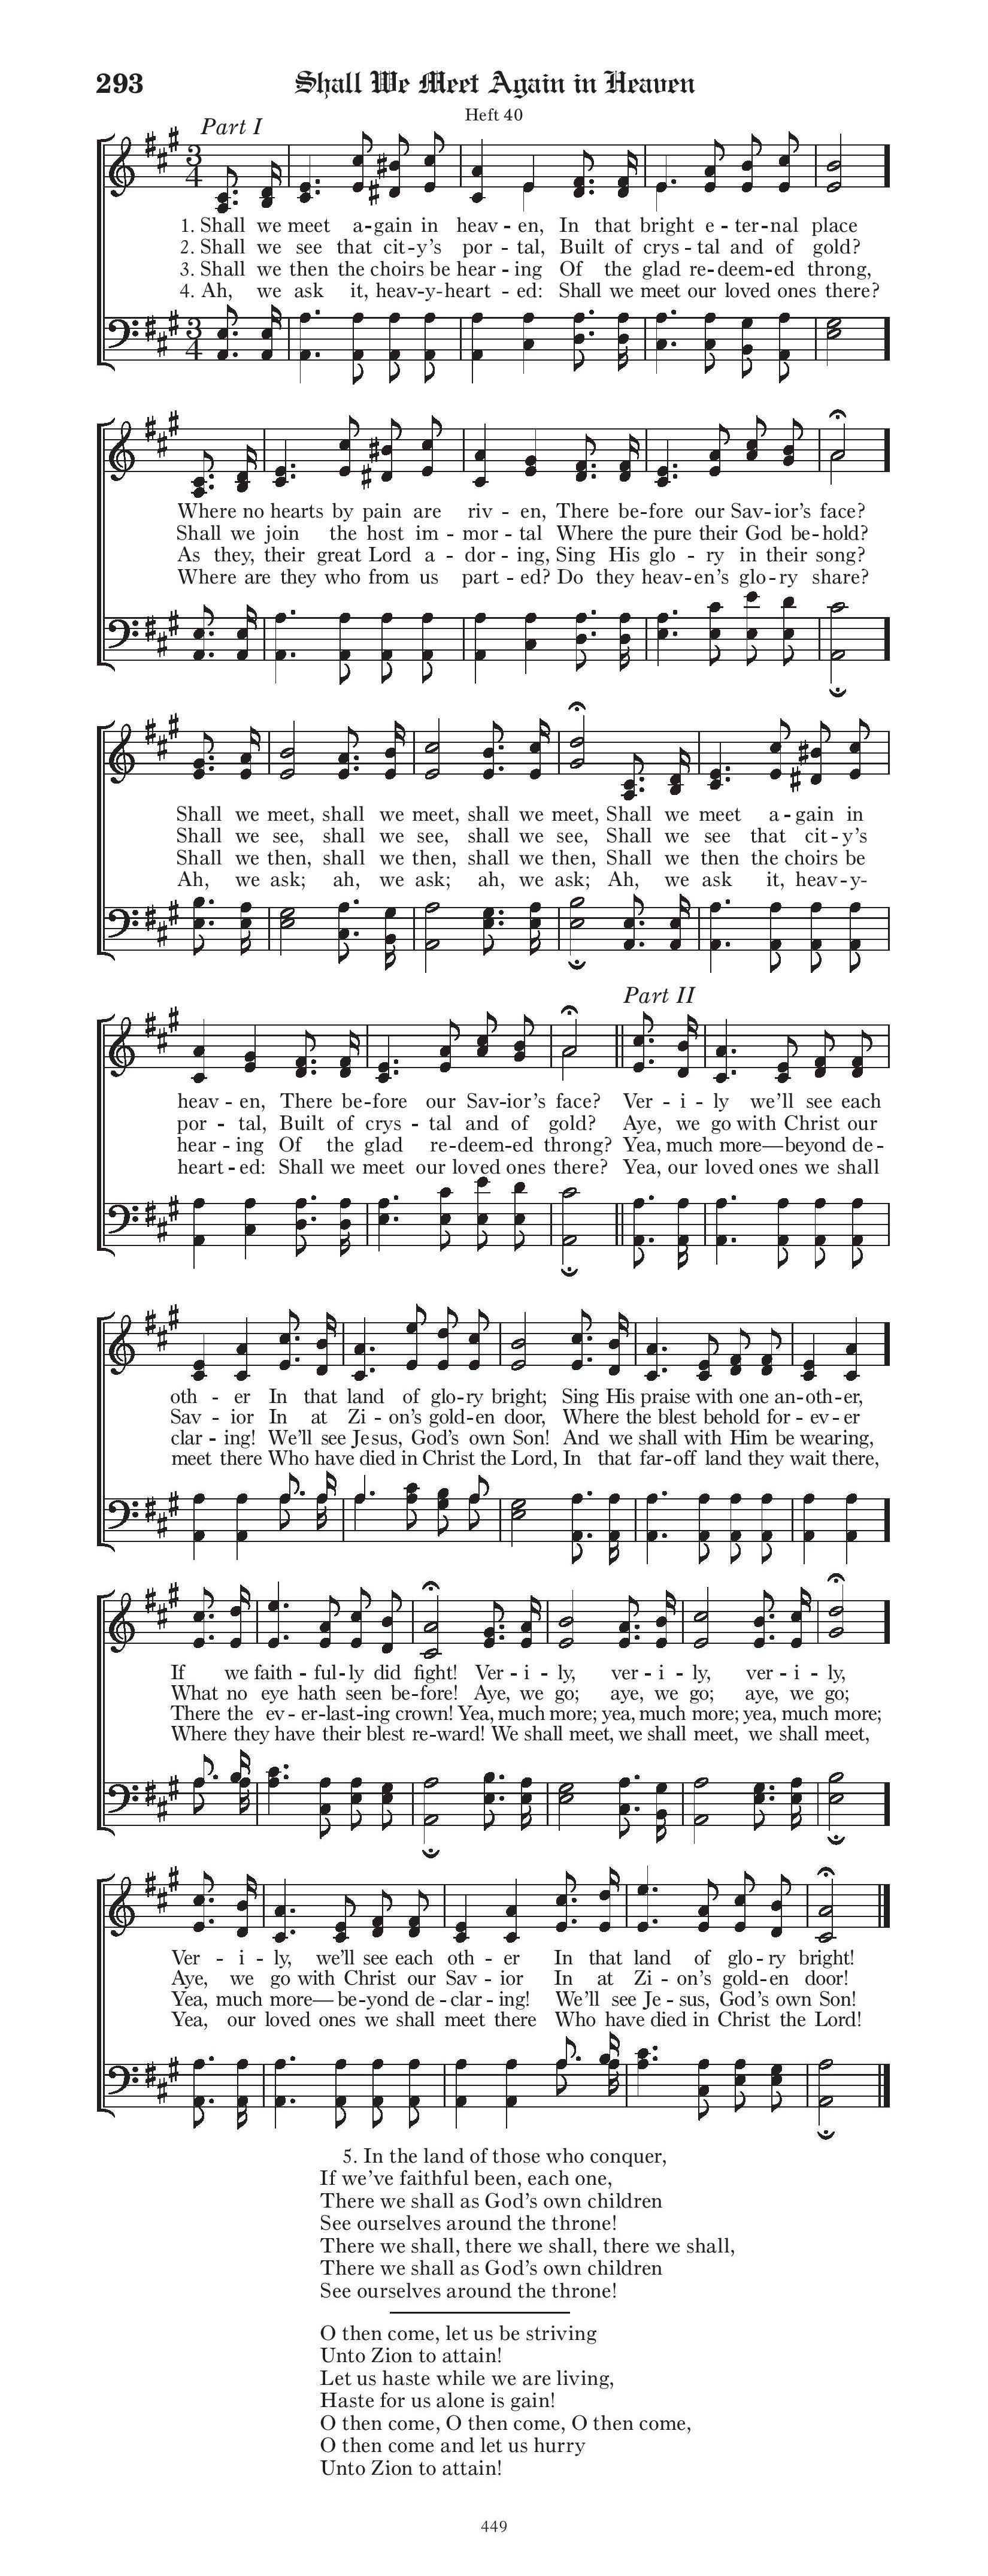 293 Shall We Meet Again in Heaven
Heft 40
Part I
1. Shall we meet a-gain in heav-en, In that bright e-ter-nal place
2. Shall we see that cit-y's por-tal, Built of crys-tal and of gold?
3. Shall we then the choirs be hear-ing Of the glad re-deem-ed throng,
4. Ah, we ask it, heav-y-heart-ed: Shall we meet our loved ones there?
Where no hearts by pain are riv-en, There be-fore our Sav-ior's face?
Shall we join the host im-mor-tal Where the pure their God be-hold?
As they, their great Lord a-dor-ing, Sing His glo-ry in their song?
Where are they who from us part-ed? Do they heav-en's glo-ry share?
Shall we meet, shall we meet, shall we meet, Shall we meet a-gain in
Shall we see, shall we see, shall we see, Shall we see that cit-y's
Shall we then, shall we then, shall we then, Shall we then the choirs be
Ah, we ask; ah, we ask; ah, we ask; Ah, we ask it, heav-y-
Part II
heav-en, There be-fore our Sav-ior's face? Ver-i-ly we'll see each
por-tal, Built of crys-tal and of gold? Aye, we go with Christ our
hear-ing Of the glad re-deem-ed throng? Yea, much more—beyond de-
heart-ed: Shall we meet our loved ones there? Yea, our loved ones we shall
oth-er In that land of glo-ry bright; Sing His praise with one an-oth-er,
Sav-ior In at Zi-on's gold-en door, Where the blest behold for-ev-er
clar-ing! We'll see Jesus, God's own Son! And we shall with Him be wearing,
meet there Who have died in Christ the Lord, In that far-off land they wait there,
If we faith-ful-ly did fight! Ver-i-ly, ver-i-ly, ver-i-ly,
What no eye hath seen be-fore! Aye, we go; aye, we go; aye, we go;
There the ev-er-last-ing crown! Yea, much more; yea, much more; yea, much more;
Where they have their blest re-ward! We shall meet, we shall meet, we shall meet,
Ver-i-ly, we'll see each oth-er In that land of glo-ry bright!
Aye, we go with Christ our Sav-ior In at Zi-on's gold-en door!
Yea, much more—be-yond de-clar-ing! We'll see Je-sus, God's own Son!
Yea, our loved ones we shall meet there Who have died in Christ the Lord!
5. In the land of those who conquer,
If we've faithful been, each one,
There we shall as God's own children
See ourselves around the throne!
There we shall, there we shall, there we shall,
There we shall as God's own children
See ourselves around the throne!
O then come, let us be striving
Unto Zion to attain!
Let us haste while we are living,
Haste for us alone is gain!
O then come, O then come, O then come,
O then come and let us hurry
Unto Zion to attain!
449